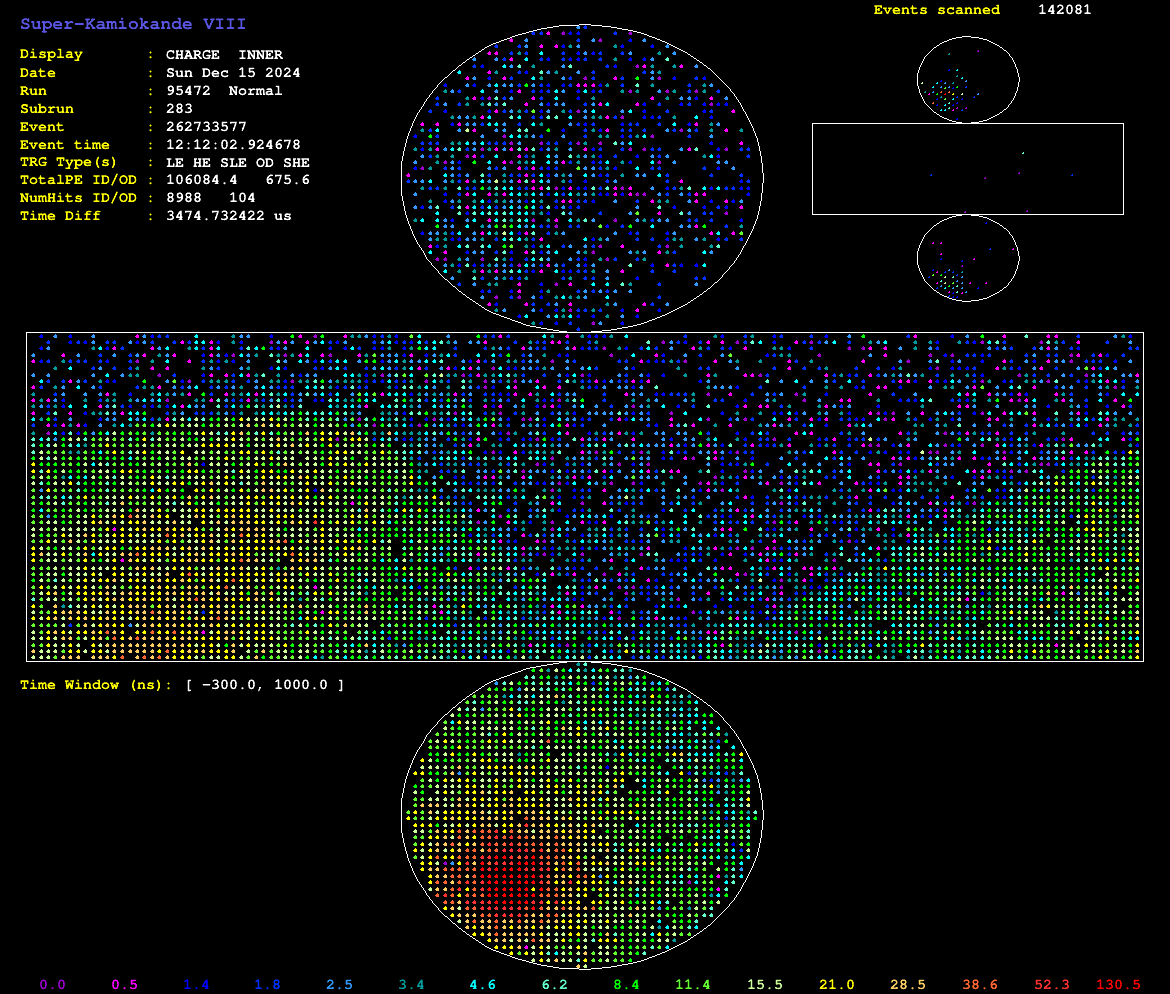 Super-Kamiokande VIII
Events scanned 142081
Display : CHARGE INNER
Date : Sun Dec 15 2024
Run : 95472 Normal
Subrun : 283
Event : 262733577
Event time : 12:12:02.924678
TRG Type(s) : LE HE SLE OD SHE
TotalPE ID/OD : 106084.4 675.6
NumHits ID/OD : 8988 104
Time Diff : 3474.732422 us
Time Window (ns): [ −300.0, 1000.0 ]
0.0 0.5 1.4 1.8 2.5 3.4 4.6 6.2 8.4 11.4 15.5 21.0 28.5 38.6 52.3 130.5